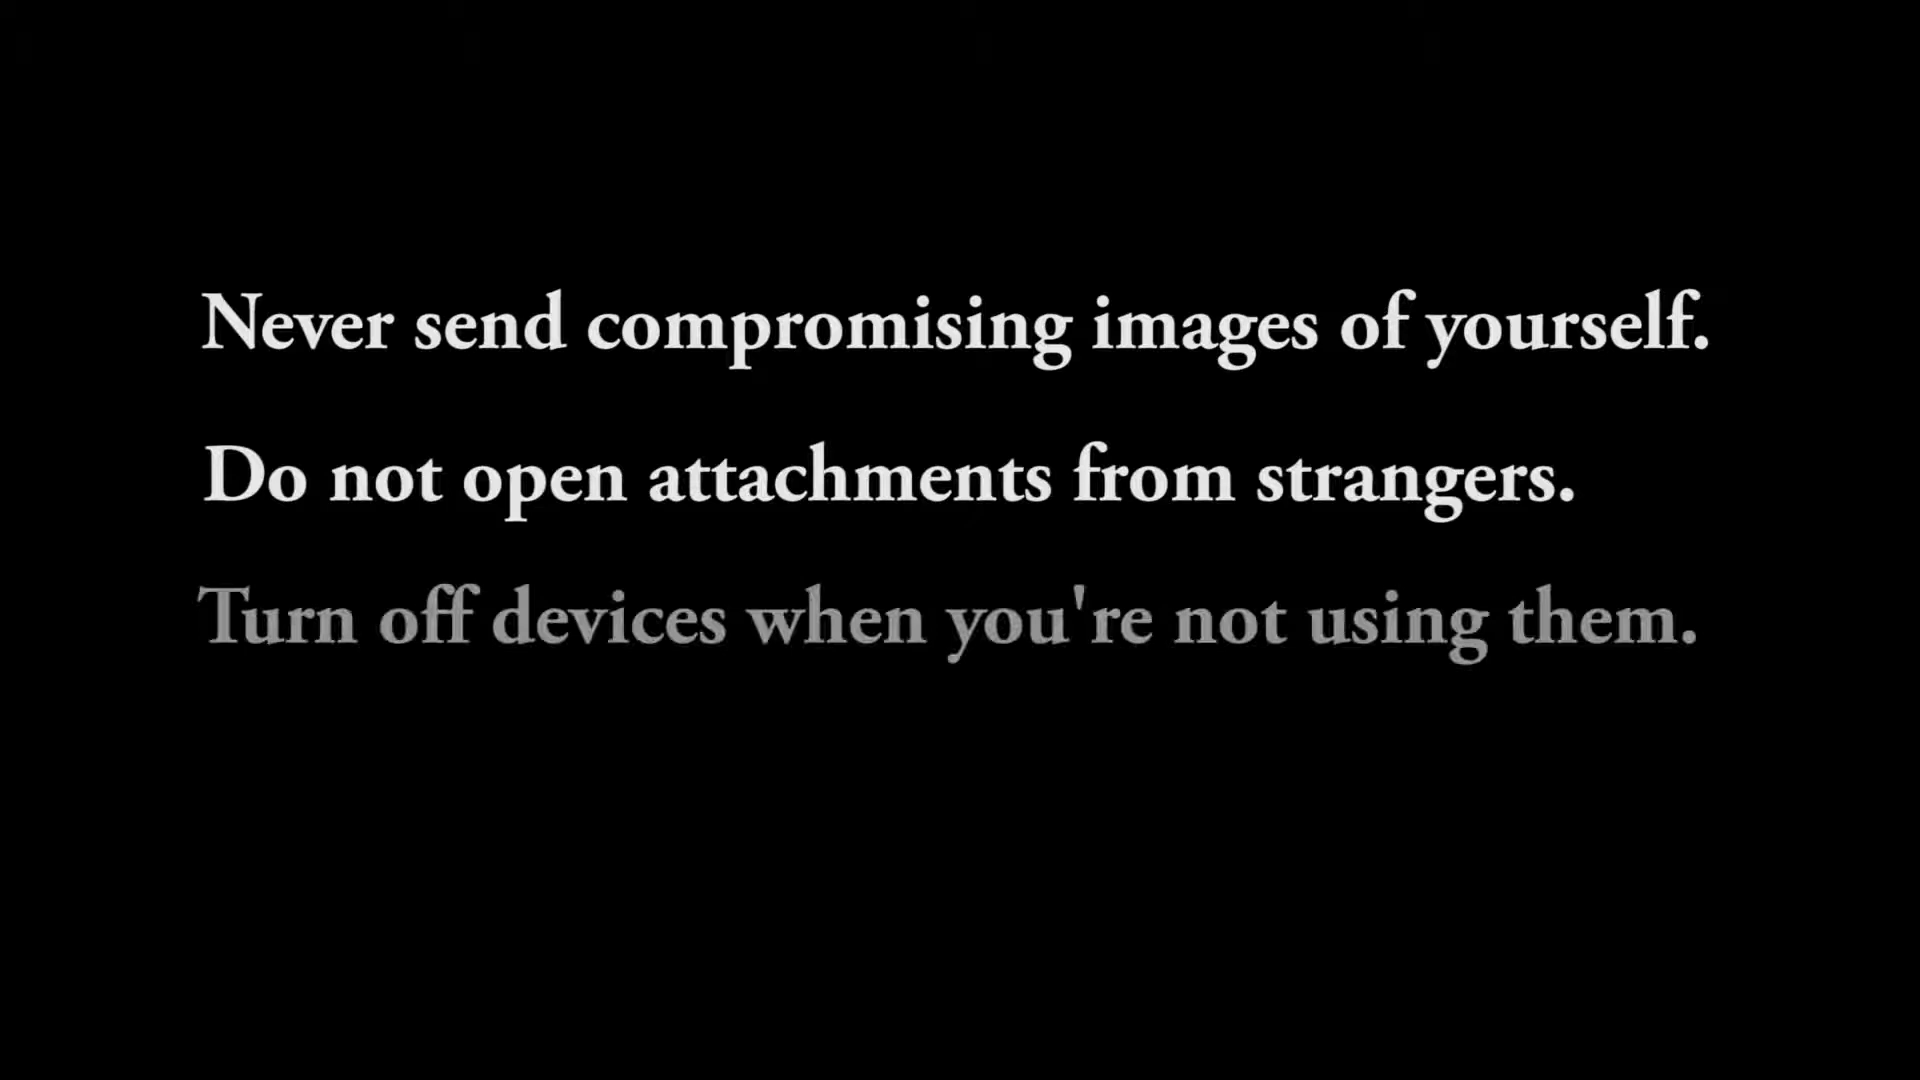 Never send compromising images of yourself.
Do not open attachments from strangers.
Turn off devices when you're not using them.